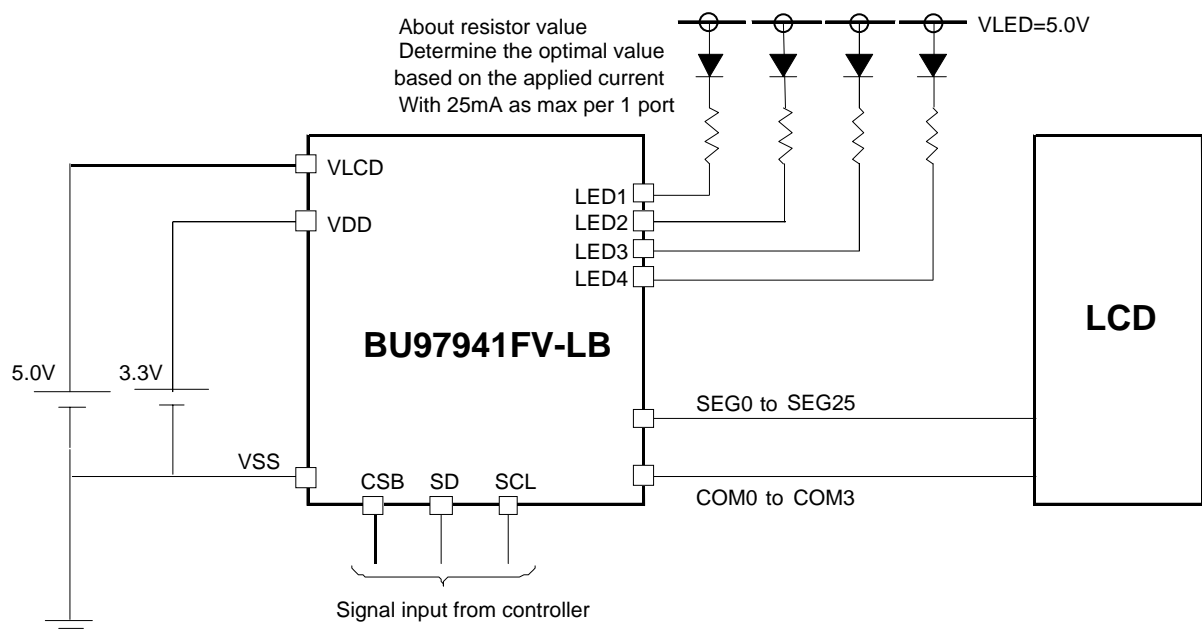 About resistor value
Determine the optimal value
based on the applied current
With 25mA as max per 1 port
VLED=5.0V
VLCD
VDD
LED1
LED2
LED3
LED4
BU97941FV-LB
LCD
5.0V
3.3V
SEG0 to SEG25
VSS
CSB
SD
SCL
COM0 to COM3
Signal input from controller